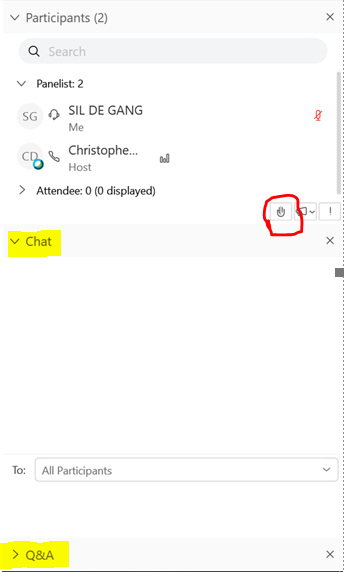 Participants (2)
Search
Panelist: 2
SG
SIL DE GANG
Me
CD
Christophe...
Host
Attendee: 0 (0 displayed)
!
Chat
To:
All Participants
Q&A